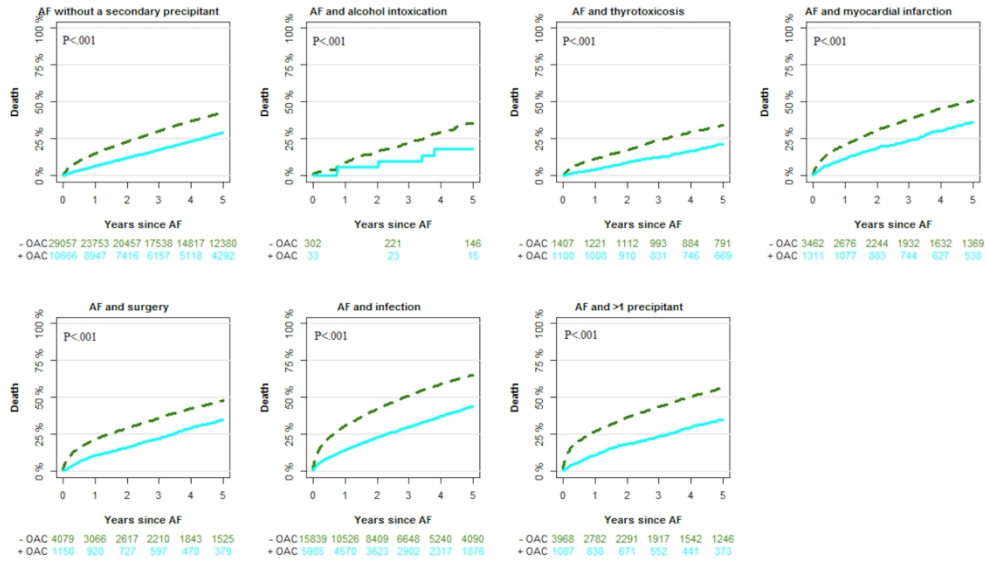 AF without a secondary precipitant
P<.001
100 %
75 %
50 %
25 %
0 %
Death
0 1 2 3 4 5
Years since AF
- OAC 29057 23753 20457 17538 14817 12380
+ OAC 10666 8947 7416 6157 5118 4292
AF and alcohol intoxication
P<.001
100 %
75 %
50 %
25 %
0 %
Death
0 1 2 3 4 5
Years since AF
- OAC 302 221 146
+ OAC 33 23 15
AF and thyrotoxicosis
P<.001
100 %
75 %
50 %
25 %
0 %
Death
0 1 2 3 4 5
Years since AF
- OAC 1407 1221 1112 993 884 791
+ OAC 1100 1008 910 831 746 669
AF and myocardial infarction
P<.001
100 %
75 %
50 %
25 %
0 %
Death
0 1 2 3 4 5
Years since AF
- OAC 3462 2676 2244 1932 1632 1369
+ OAC 1311 1077 883 744 627 538
AF and surgery
P<.001
100 %
75 %
50 %
25 %
0 %
Death
0 1 2 3 4 5
Years since AF
- OAC 4079 3066 2617 2210 1843 1525
+ OAC 1150 920 727 597 470 379
AF and infection
P<.001
100 %
75 %
50 %
25 %
0 %
Death
0 1 2 3 4 5
Years since AF
- OAC 15839 10526 8409 6648 5240 4090
+ OAC 5985 4570 3623 2902 2317 1876
AF and >1 precipitant
P<.001
100 %
75 %
50 %
25 %
0 %
Death
0 1 2 3 4 5
Years since AF
- OAC 3968 2782 2291 1917 1542 1246
+ OAC 1087 838 671 552 441 373